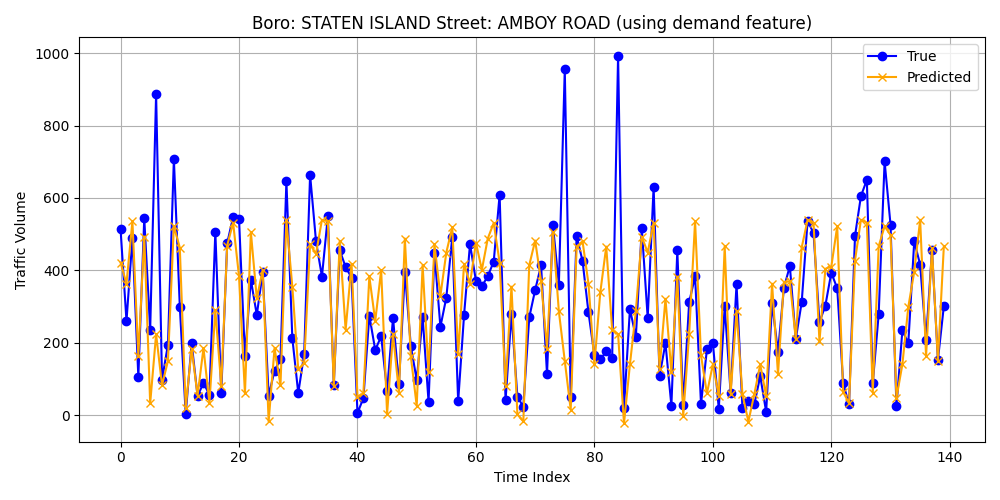 Boro: STATEN ISLAND Street: AMBOY ROAD (using demand feature)
True
Predicted
Traffic Volume
1000
800
600
400
200
0
0 20 40 60 80 100 120 140
Time Index